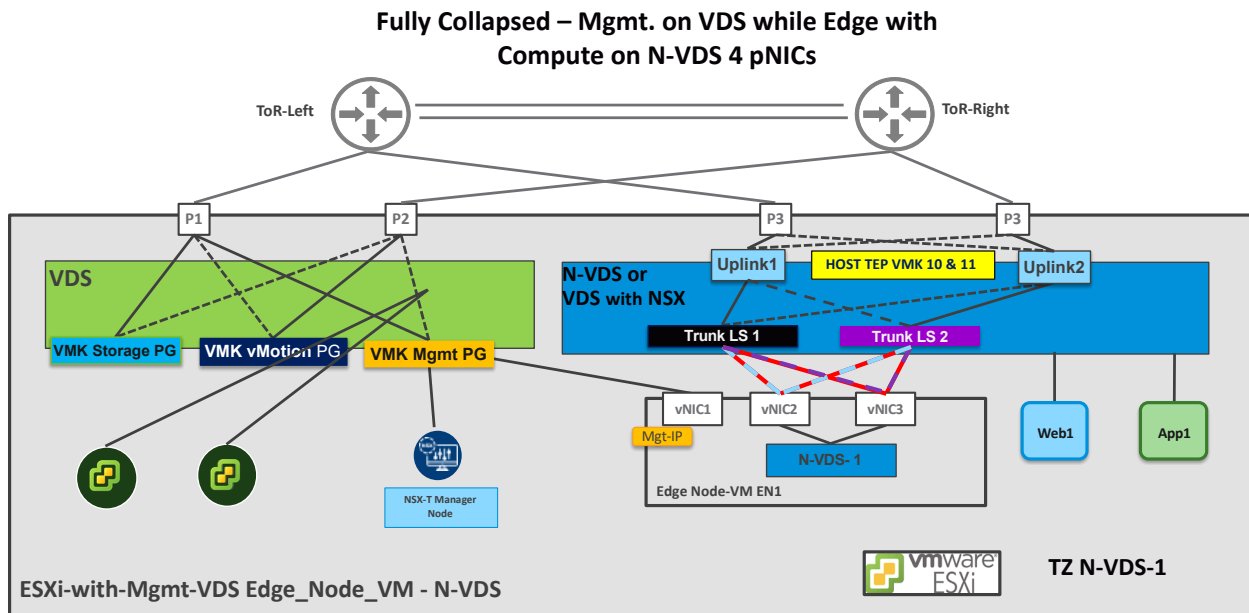 Fully Collapsed – Mgmt. on VDS while Edge with
Compute on N-VDS 4 pNICs
ToR-Left
ToR-Right
P1
P2
P3
P3
VDS
Uplink1
HOST TEP VMK 10 & 11
Uplink2
N-VDS or
VDS with NSX
Trunk LS 1
Trunk LS 2
VMK Storage PG
VMK vMotion PG
VMK Mgmt PG
vNIC1
vNIC2
vNIC3
Mgt-IP
N-VDS- 1
Web1
App1
Edge Node-VM EN1
NSX-T Manager
Node
vmware
ESXi
TZ N-VDS-1
ESXi-with-Mgmt-VDS Edge_Node_VM - N-VDS